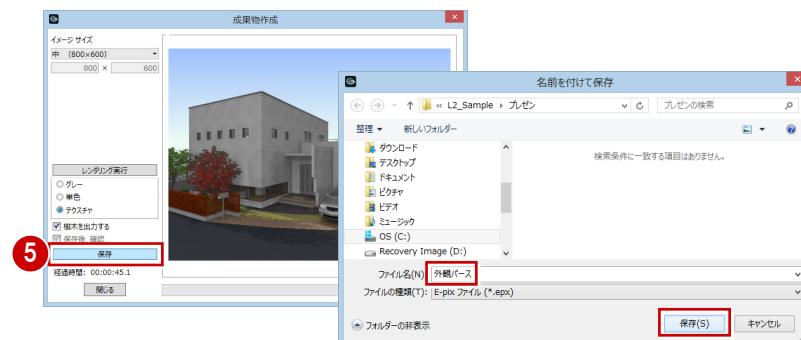 成果物作成
イメージ サイズ
中 (800×600)
800 × 600
レンダリング実行
グレー
単色
テクスチャ
樹木を出力する
保存後、確認
5
保存
経過時間: 00:00:45.1
閉じる
名前を付けて保存
« L2_Sample ▸ プレゼン
プレゼンの検索
整理 ▼ 新しいフォルダー
ダウンロード
デスクトップ
ドキュメント
ピクチャ
ビデオ
ミュージック
OS (C:)
Recovery Image (D:)
検索条件に一致する項目はありません。
ファイル名(N): 外観パース
ファイルの種類(T): E-pix ファイル (*.epx)
フォルダーの非表示
保存(S)
キャンセル